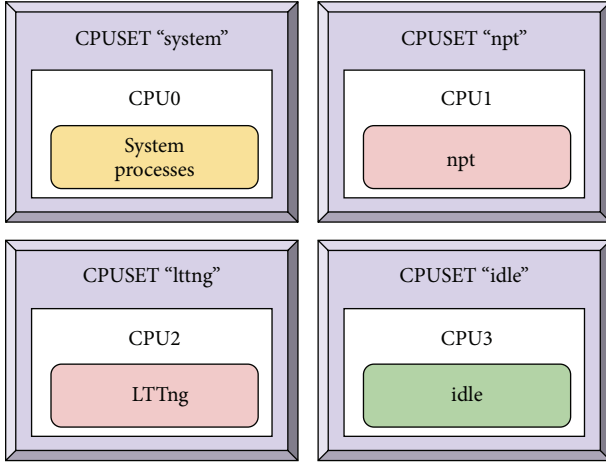 CPUSET “system”
CPU0
System
processes
CPUSET “npt”
CPU1
npt
CPUSET “lttng”
CPU2
LTTng
CPUSET “idle”
CPU3
idle